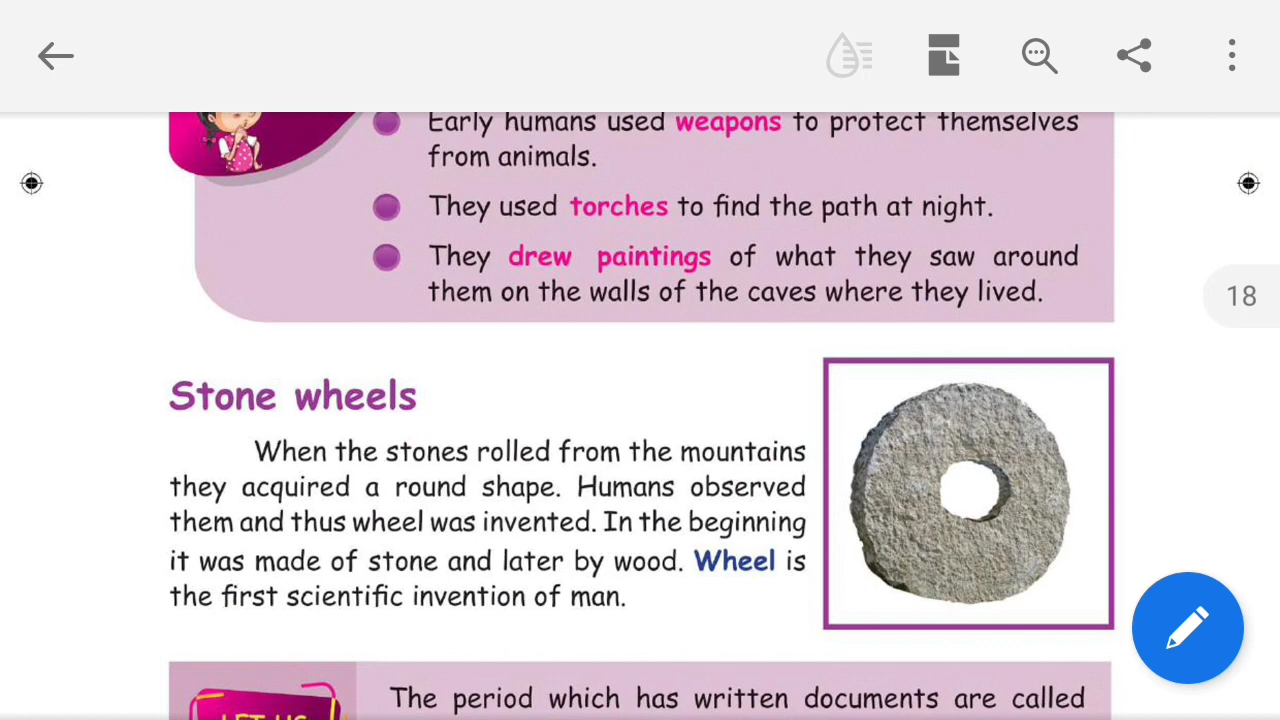 Early humans used weapons to protect themselves
from animals.
They used torches to find the path at night.
They drew paintings of what they saw around
them on the walls of the caves where they lived.
18
Stone wheels
When the stones rolled from the mountains
they acquired a round shape. Humans observed
them and thus wheel was invented. In the beginning
it was made of stone and later by wood. Wheel is
the first scientific invention of man.
LET US
The period which has written documents are called